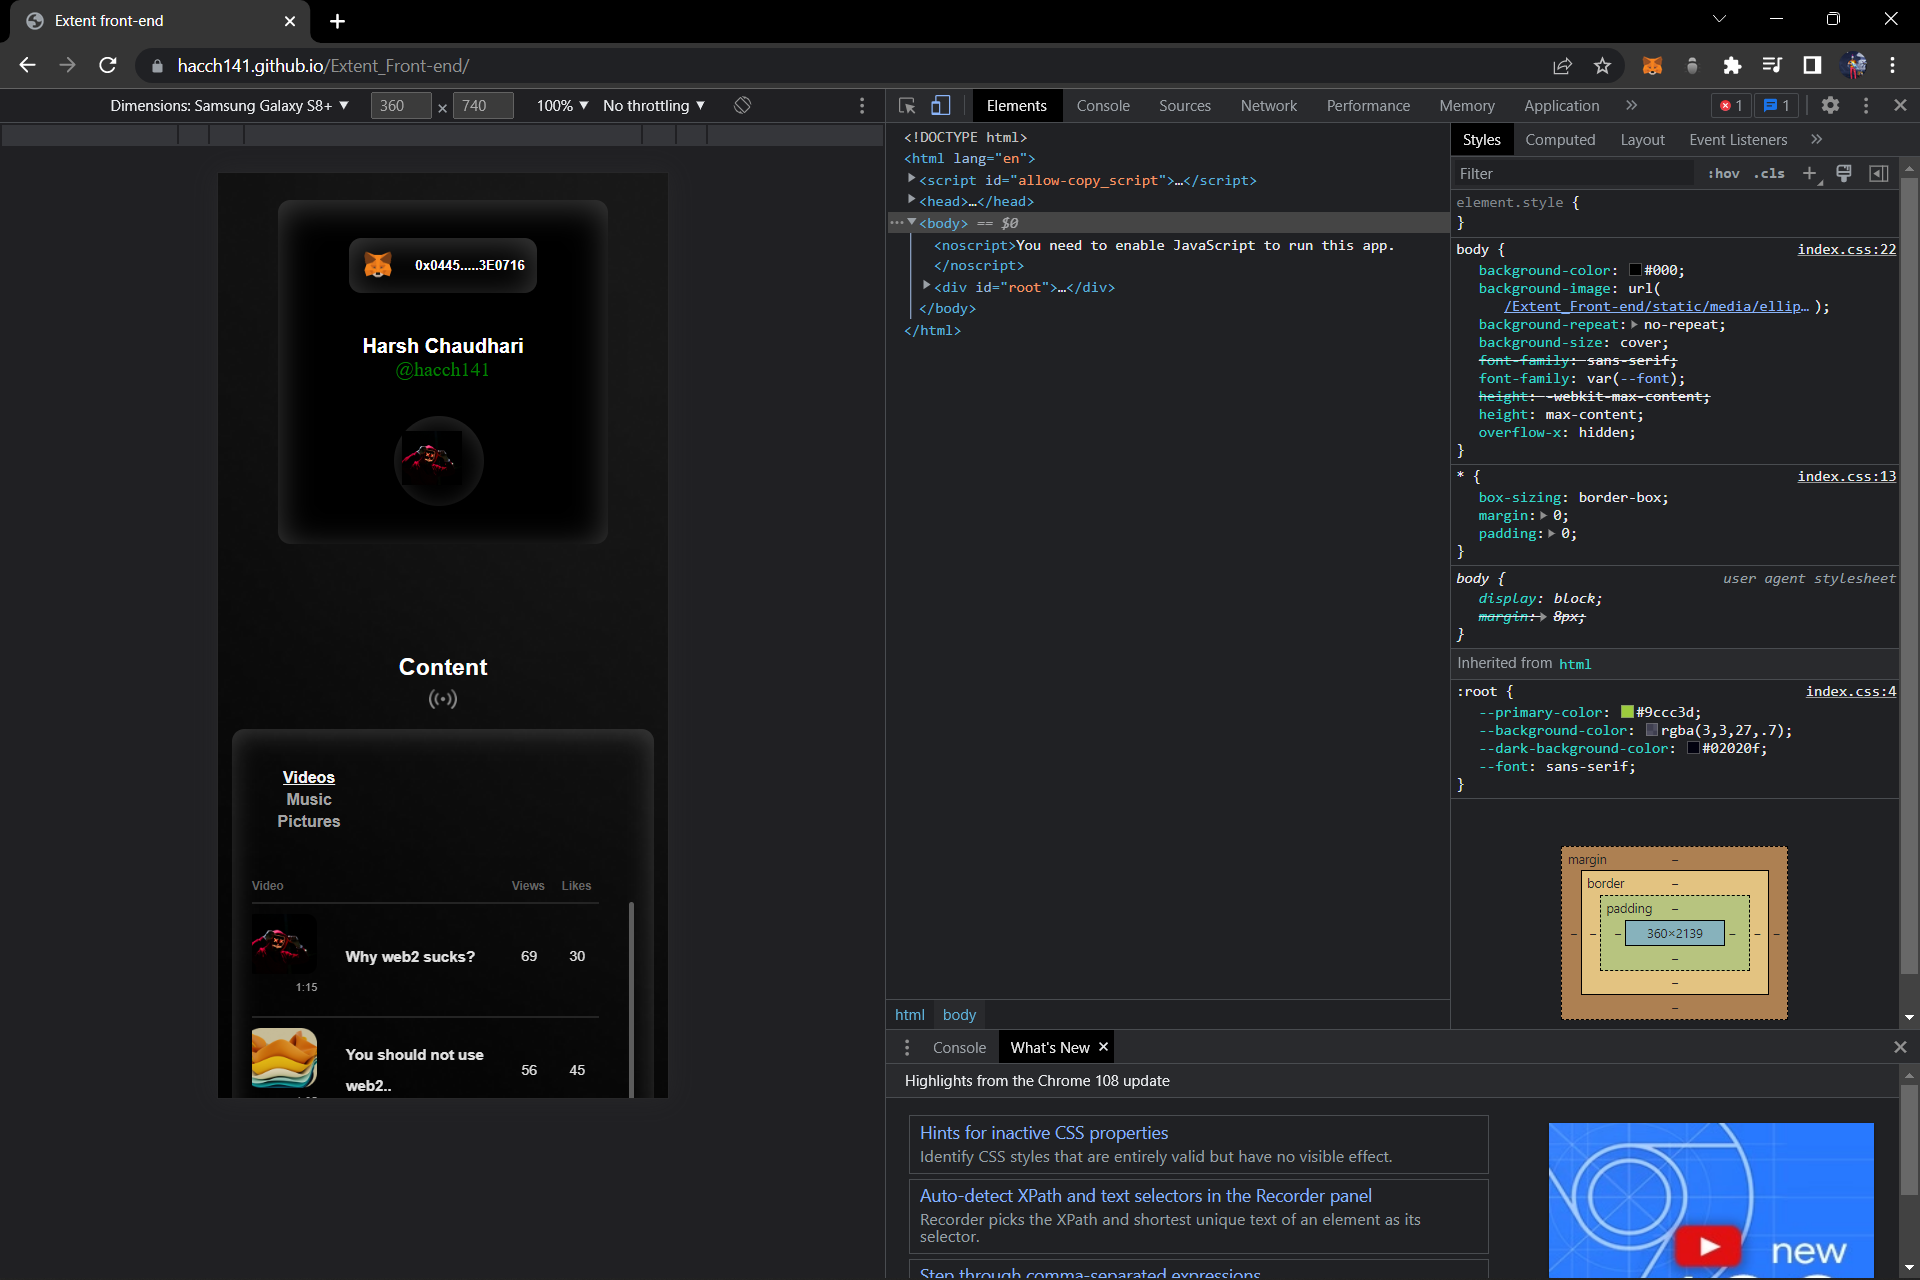 Extent front-end
hacch141.github.io/Extent_Front-end/
Dimensions: Samsung Galaxy S8+ ▼ 360 × 740 100% ▼ No throttling ▼
0x0445.....3E0716
Harsh Chaudhari
@hacch141
Content
Videos
Music
Pictures
Video Views Likes
Why web2 sucks? 69 30
1:15
You should not use
web2..
56 45
Elements Console Sources Network Performance Memory Application » 1 1
<!DOCTYPE html>
<html lang="en">
<script id="allow-copy_script">…</script>
<head>…</head>
<body> == $0
<noscript>You need to enable JavaScript to run this app.
</noscript>
<div id="root">…</div>
</body>
</html>
html body
Styles Computed Layout Event Listeners »
Filter :hov .cls +
element.style {
}
body { index.css:22
background-color: #000;
background-image: url(
/Extent_Front-end/static/media/ellip… );
background-repeat: no-repeat;
background-size: cover;
font-family: sans-serif;
font-family: var(--font);
height: -webkit-max-content;
height: max-content;
overflow-x: hidden;
}
* { index.css:13
box-sizing: border-box;
margin: 0;
padding: 0;
}
body { user agent stylesheet
display: block;
margin: 8px;
}
Inherited from html
:root { index.css:4
--primary-color: #9ccc3d;
--background-color: rgba(3,3,27,.7);
--dark-background-color: #02020f;
--font: sans-serif;
}
margin –
border –
padding –
– – – 360×2139 – – –
–
–
–
Console What's New
Highlights from the Chrome 108 update
Hints for inactive CSS properties
Identify CSS styles that are entirely valid but have no visible effect.
Auto-detect XPath and text selectors in the Recorder panel
Recorder picks the XPath and shortest unique text of an element as its
selector.
Step through comma-separated expressions
new